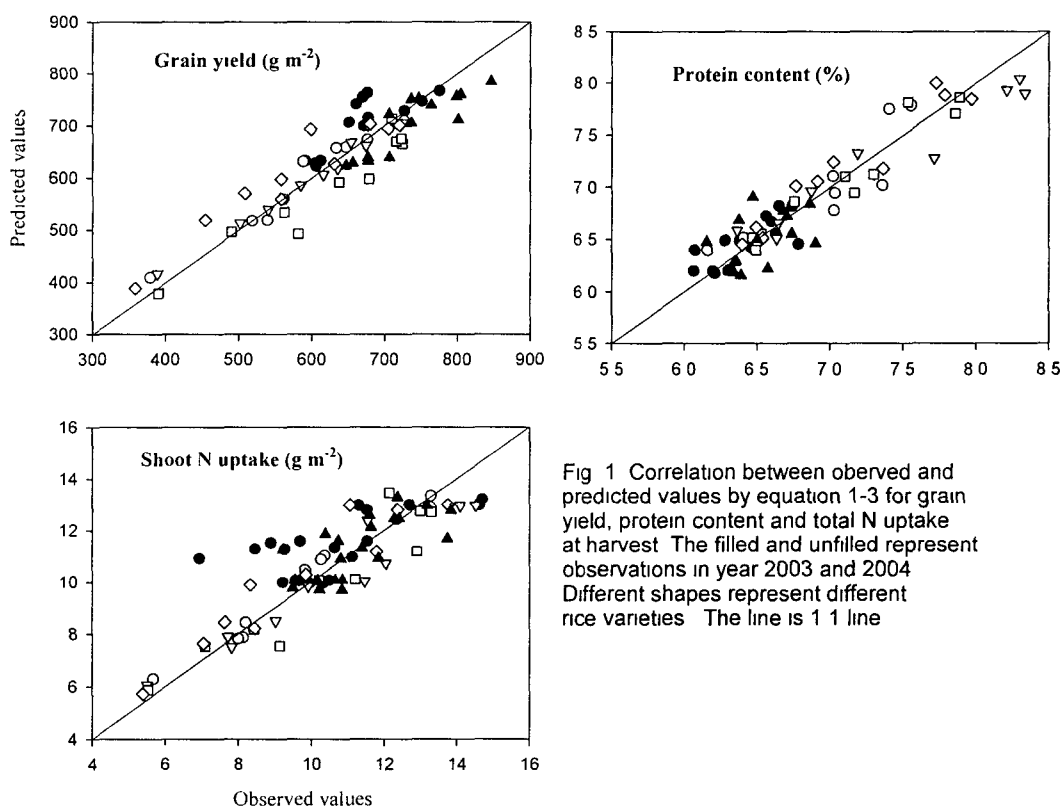 900
800
700
600
500
400
300
Grain yield (g m-2)
300 400 500 600 700 800 900
Predicted values
8 5
8 0
7 5
7 0
6 5
6 0
5 5
Protein content (%)
5 5 6 0 6 5 7 0 7 5 8 0 8 5
16
14
12
10
8
6
4
Shoot N uptake (g m-2)
4 6 8 10 12 14 16
Observed values
Fig 1 Correlation between oberved and
predicted values by equation 1-3 for grain
yield, protein content and total N uptake
at harvest The filled and unfilled represent
observations in year 2003 and 2004
Different shapes represent different
rice varieties The line is 1 1 line